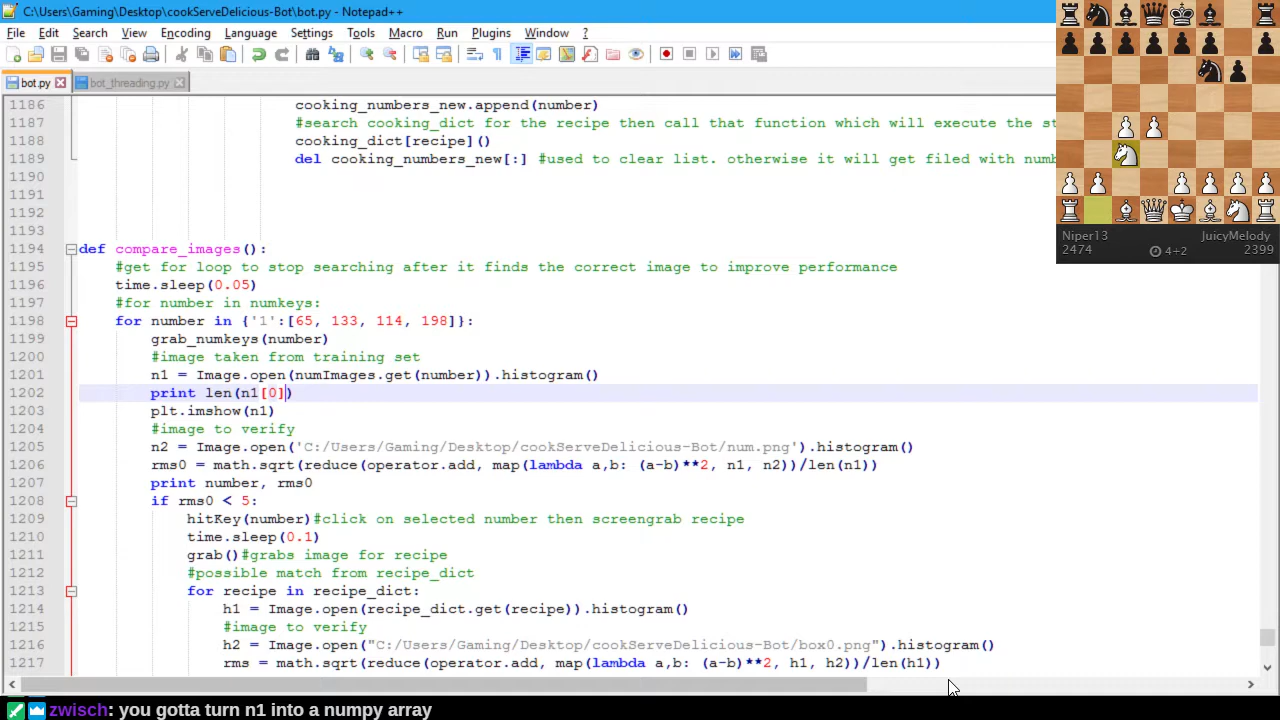 C:\Users\Gaming\Desktop\cookServeDelicious-Bot\bot.py - Notepad++
File Edit Search View Encoding Language Settings Tools Macro Run Plugins Window ?
bot.py bot_threading.py
1186 cooking_numbers_new.append(number)
1187 #search cooking_dict for the recipe then call that function which will execute the st
1188 cooking_dict[recipe]()
1189 del cooking_numbers_new[:] #used to clear list. otherwise it will get filed with numb
1190
1191
1192
1193
1194 def compare_images():
1195 #get for loop to stop searching after it finds the correct image to improve performance
1196 time.sleep(0.05)
1197 #for number in numkeys:
1198 for number in {'1':[65, 133, 114, 198]}:
1199 grab_numkeys(number)
1200 #image taken from training set
1201 n1 = Image.open(numImages.get(number)).histogram()
1202 print len(n1[0])
1203 plt.imshow(n1)
1204 #image to verify
1205 n2 = Image.open('C:/Users/Gaming/Desktop/cookServeDelicious-Bot/num.png').histogram()
1206 rms0 = math.sqrt(reduce(operator.add, map(lambda a,b: (a-b)**2, n1, n2))/len(n1))
1207 print number, rms0
1208 if rms0 < 5:
1209 hitKey(number)#click on selected number then screengrab recipe
1210 time.sleep(0.1)
1211 grab()#grabs image for recipe
1212 #possible match from recipe_dict
1213 for recipe in recipe_dict:
1214 h1 = Image.open(recipe_dict.get(recipe)).histogram()
1215 #image to verify
1216 h2 = Image.open("C:/Users/Gaming/Desktop/cookServeDelicious-Bot/box0.png").histogram()
1217 rms = math.sqrt(reduce(operator.add, map(lambda a,b: (a-b)**2, h1, h2))/len(h1))
Niper13 JuicyMelody
2474 4+2 2399
zwisch: you gotta turn n1 into a numpy array